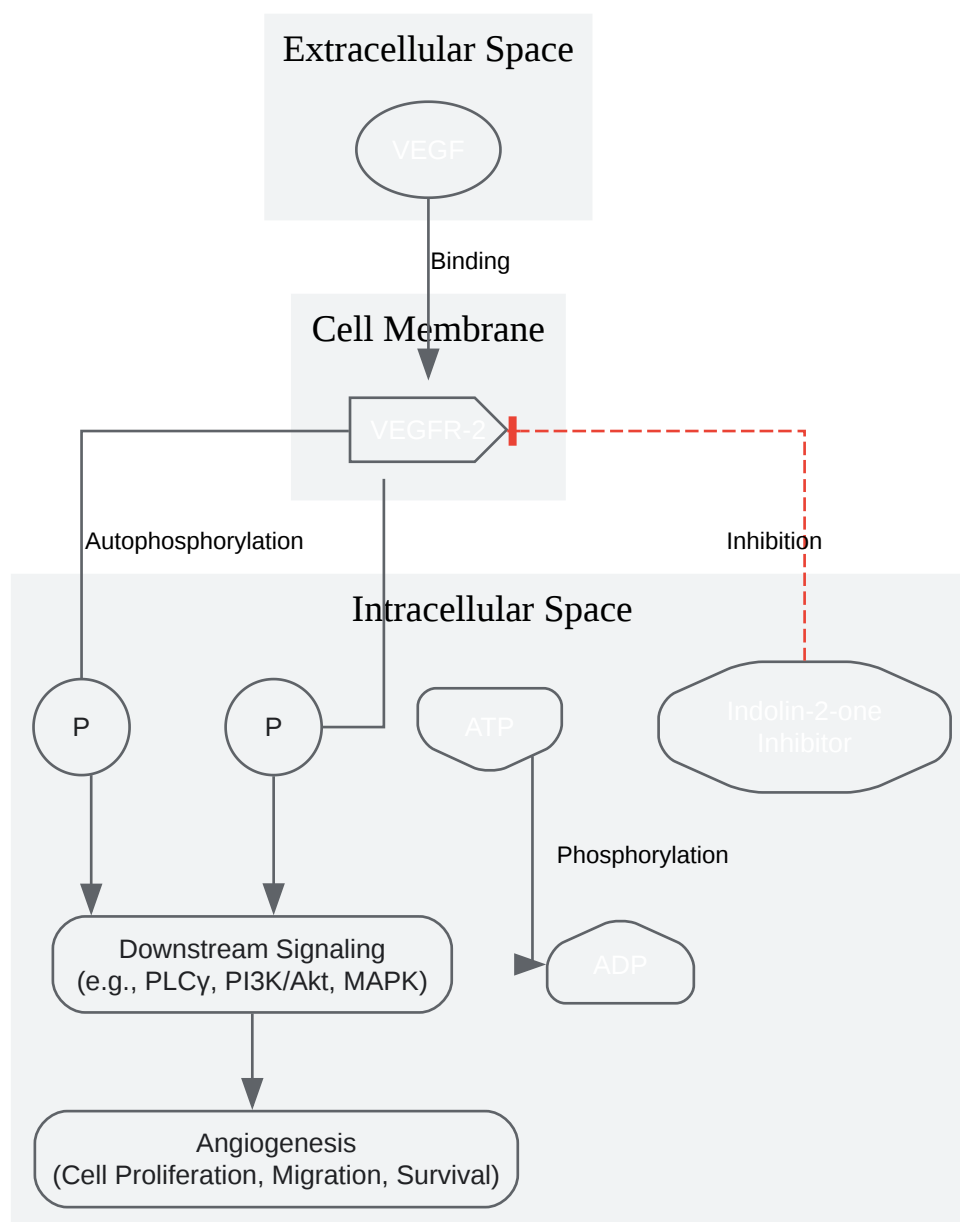 Extracellular Space
VEGF
Binding
Cell Membrane
VEGFR-2
Autophosphorylation
Inhibition
Intracellular Space
P
P
ATP
Indolin-2-one
Inhibitor
Phosphorylation
Downstream Signaling
(e.g., PLCγ, PI3K/Akt, MAPK)
ADP
Angiogenesis
(Cell Proliferation, Migration, Survival)